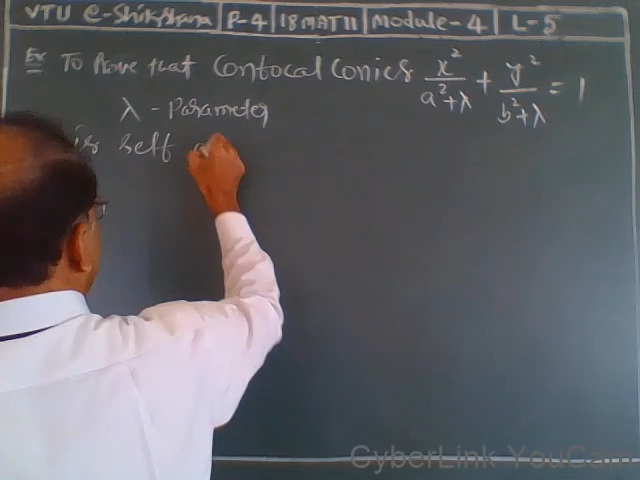 VTU e-Shikshana | P-4 | 18MAT11 | Module-4 | L-5
Ex To Prove that Confocal Conics x²/(a²+λ) + y²/(b²+λ) = 1
λ - Parameter
is self
CyberLink YouCam